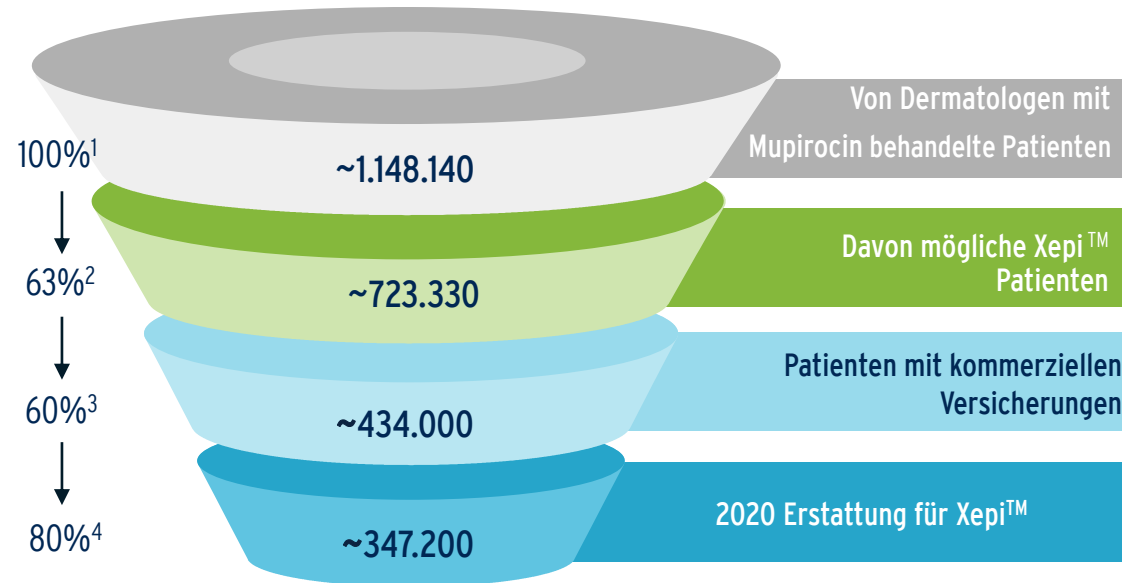 100%1
~1.148.140
Von Dermatologen mit
Mupirocin behandelte Patienten
63%2
~723.330
Davon mögliche Xepi™
Patienten
60%3
~434.000
Patienten mit kommerziellen
Versicherungen
80%4
~347.200
2020 Erstattung für Xepi™